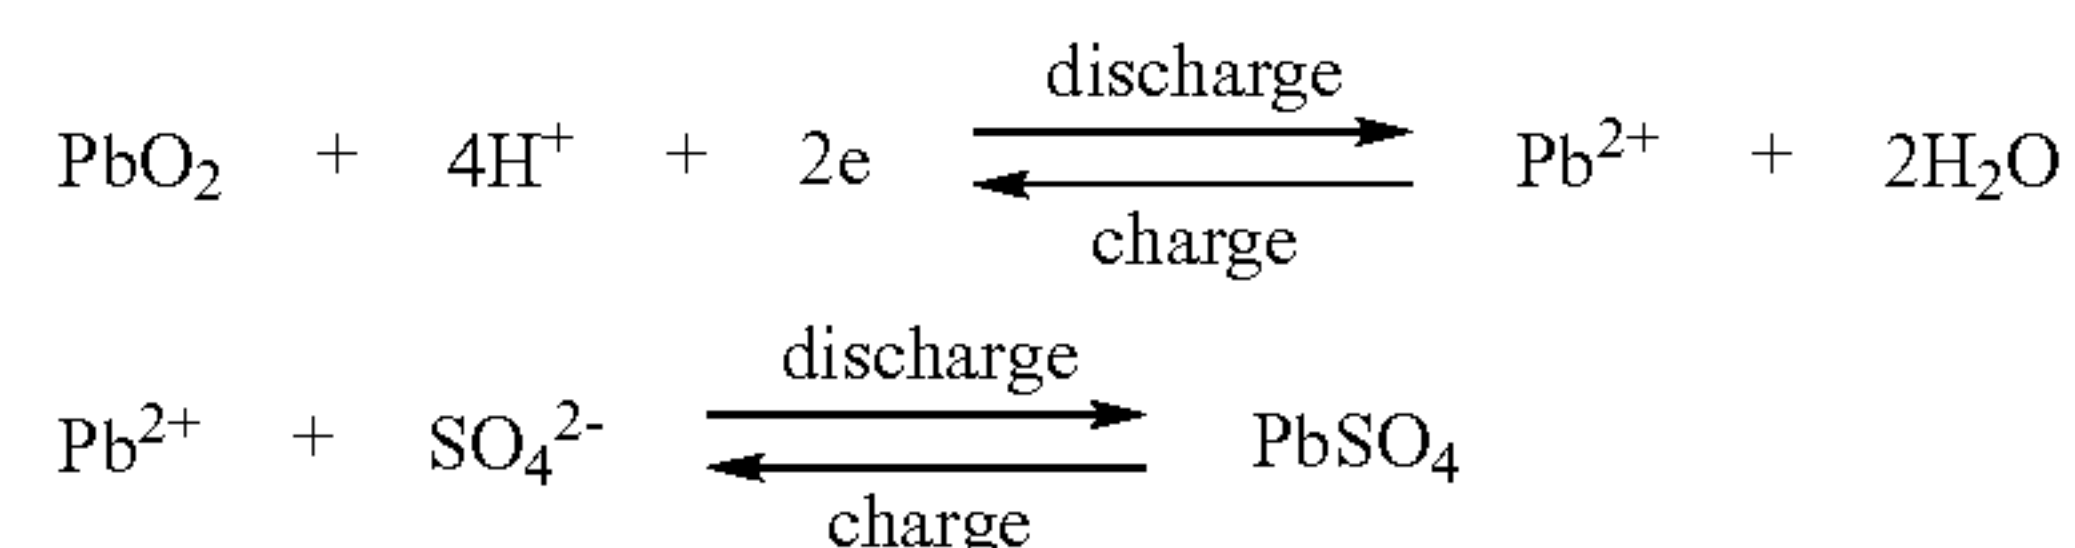 discharge
PbO₂ + 4H⁺ + 2e Pb²⁺ + 2H₂O
charge
discharge
Pb²⁺ + SO₄²⁻ PbSO₄
charge